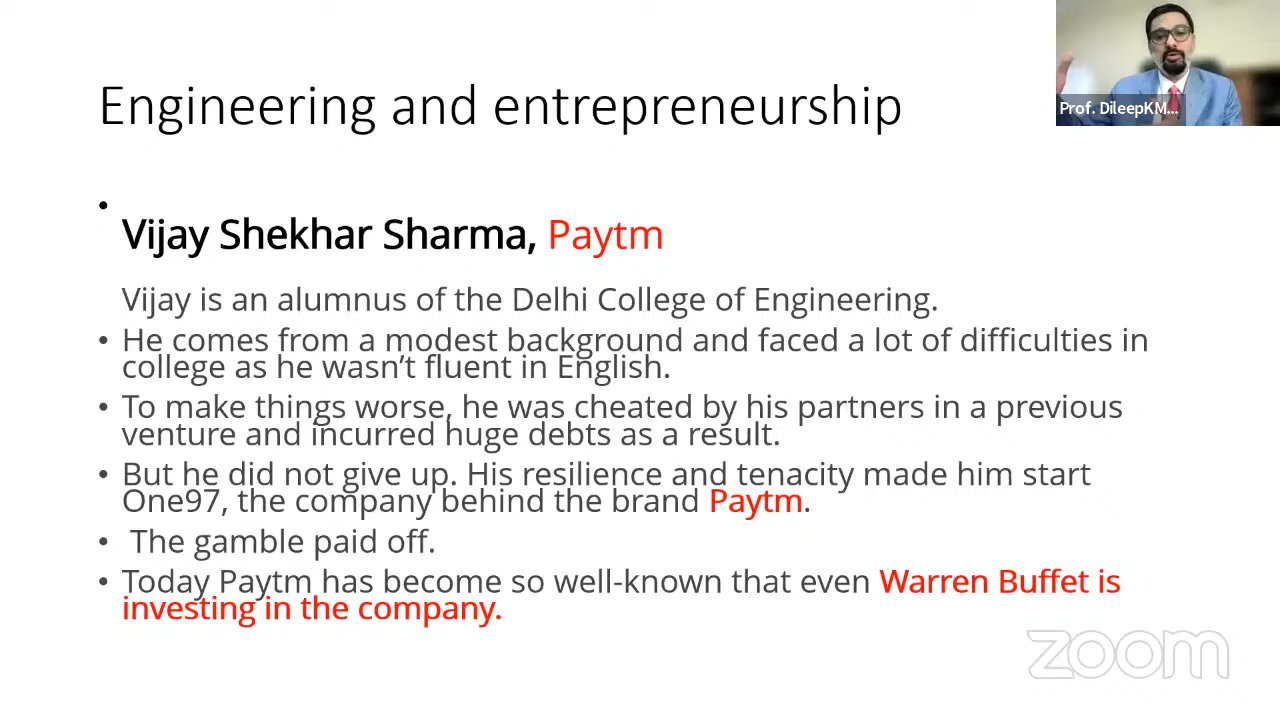 Engineering and entrepreneurship
Prof. DileepKM...
• 
Vijay Shekhar Sharma, Paytm
Vijay is an alumnus of the Delhi College of Engineering.
• He comes from a modest background and faced a lot of difficulties in
college as he wasn’t fluent in English.
• To make things worse, he was cheated by his partners in a previous
venture and incurred huge debts as a result.
• But he did not give up. His resilience and tenacity made him start
One97, the company behind the brand Paytm.
• The gamble paid off.
• Today Paytm has become so well-known that even Warren Buffet is
investing in the company.
zoom